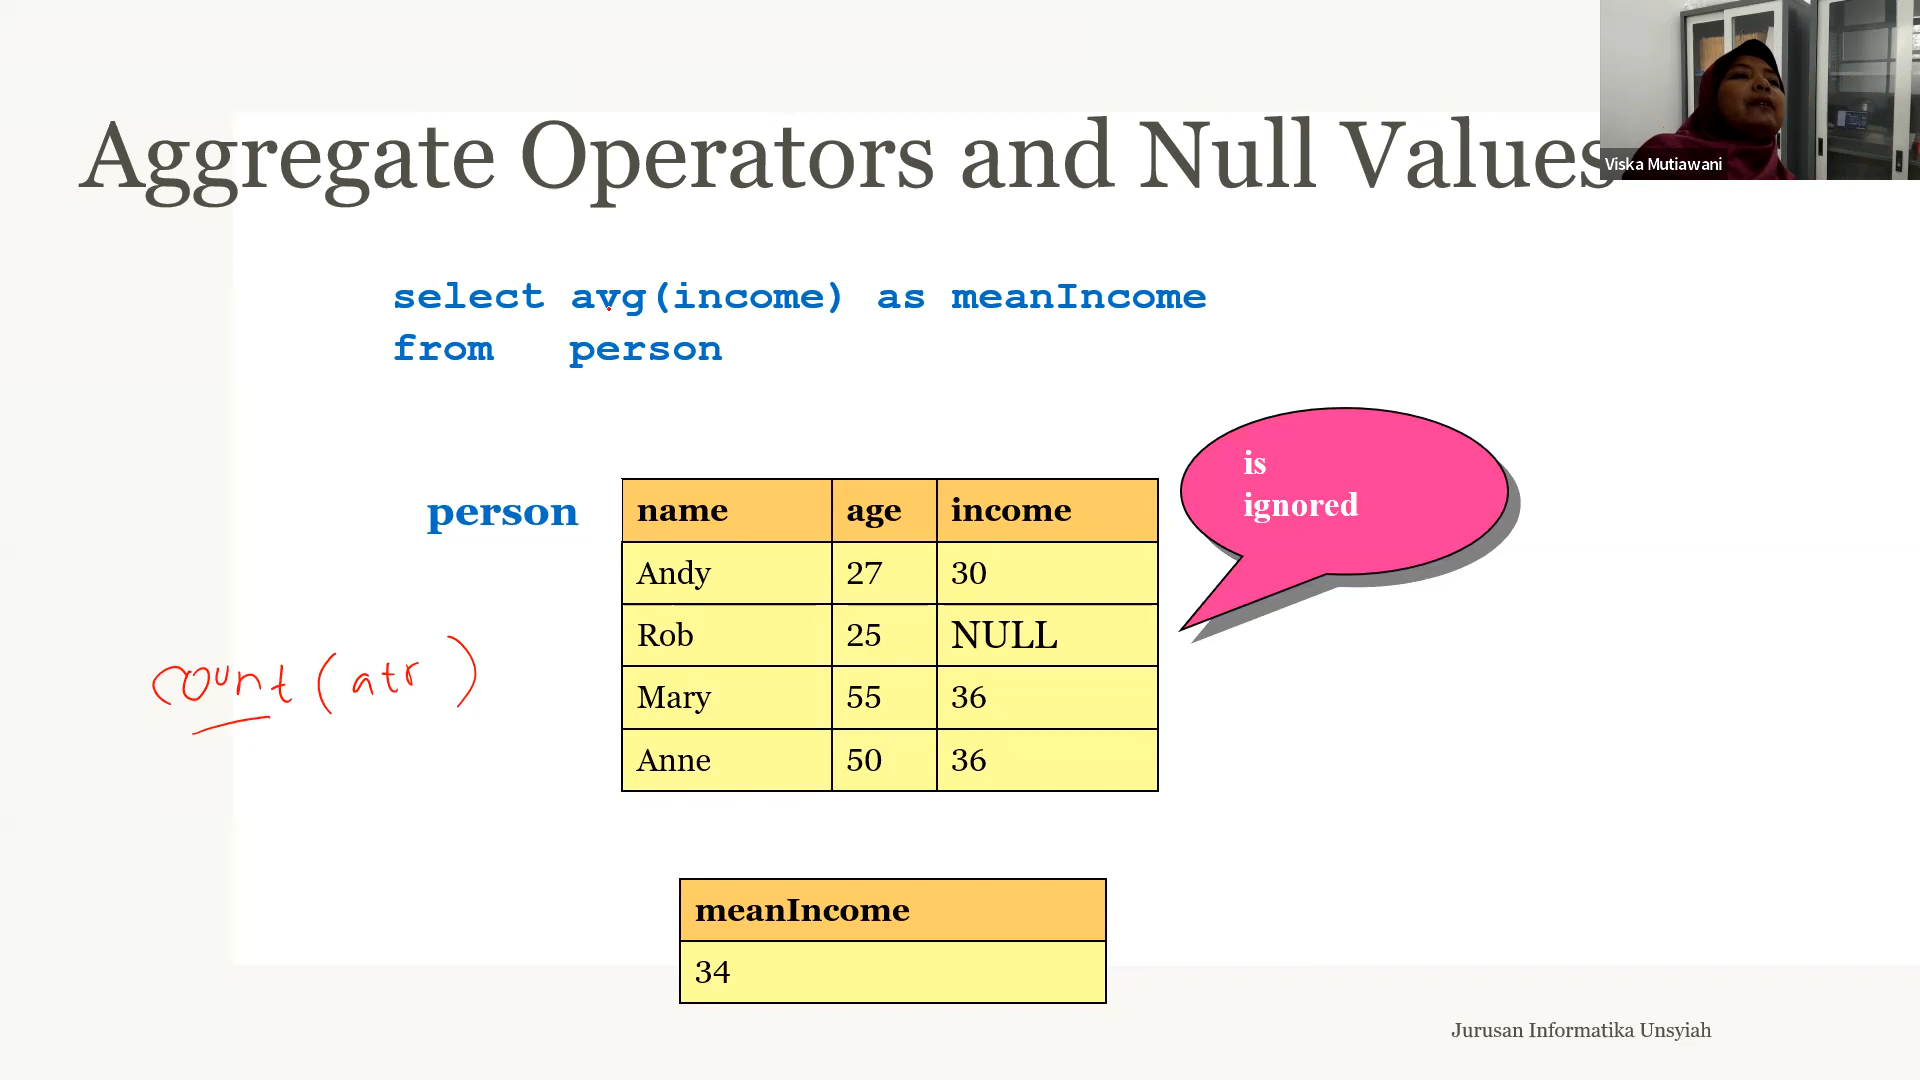 Aggregate Operators and Null Values
Viska Mutiawani
select avg(income) as meanIncome
from person
is
ignored
person
name age income
Andy 27 30
Rob 25 NULL
Mary 55 36
Anne 50 36
count (atr)
meanIncome
34
Jurusan Informatika Unsyiah